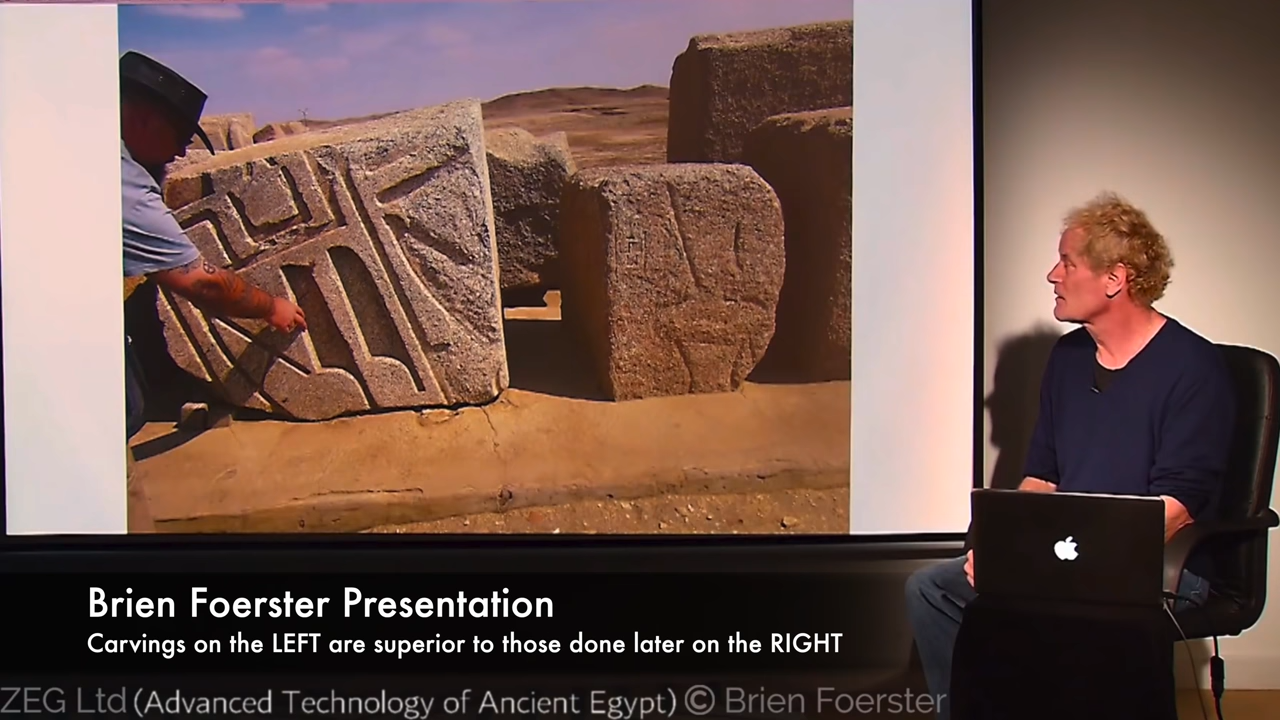 Brien Foerster Presentation
Carvings on the LEFT are superior to those done later on the RIGHT
ZEG Ltd (Advanced Technology of Ancient Egypt) © Brien Foerster